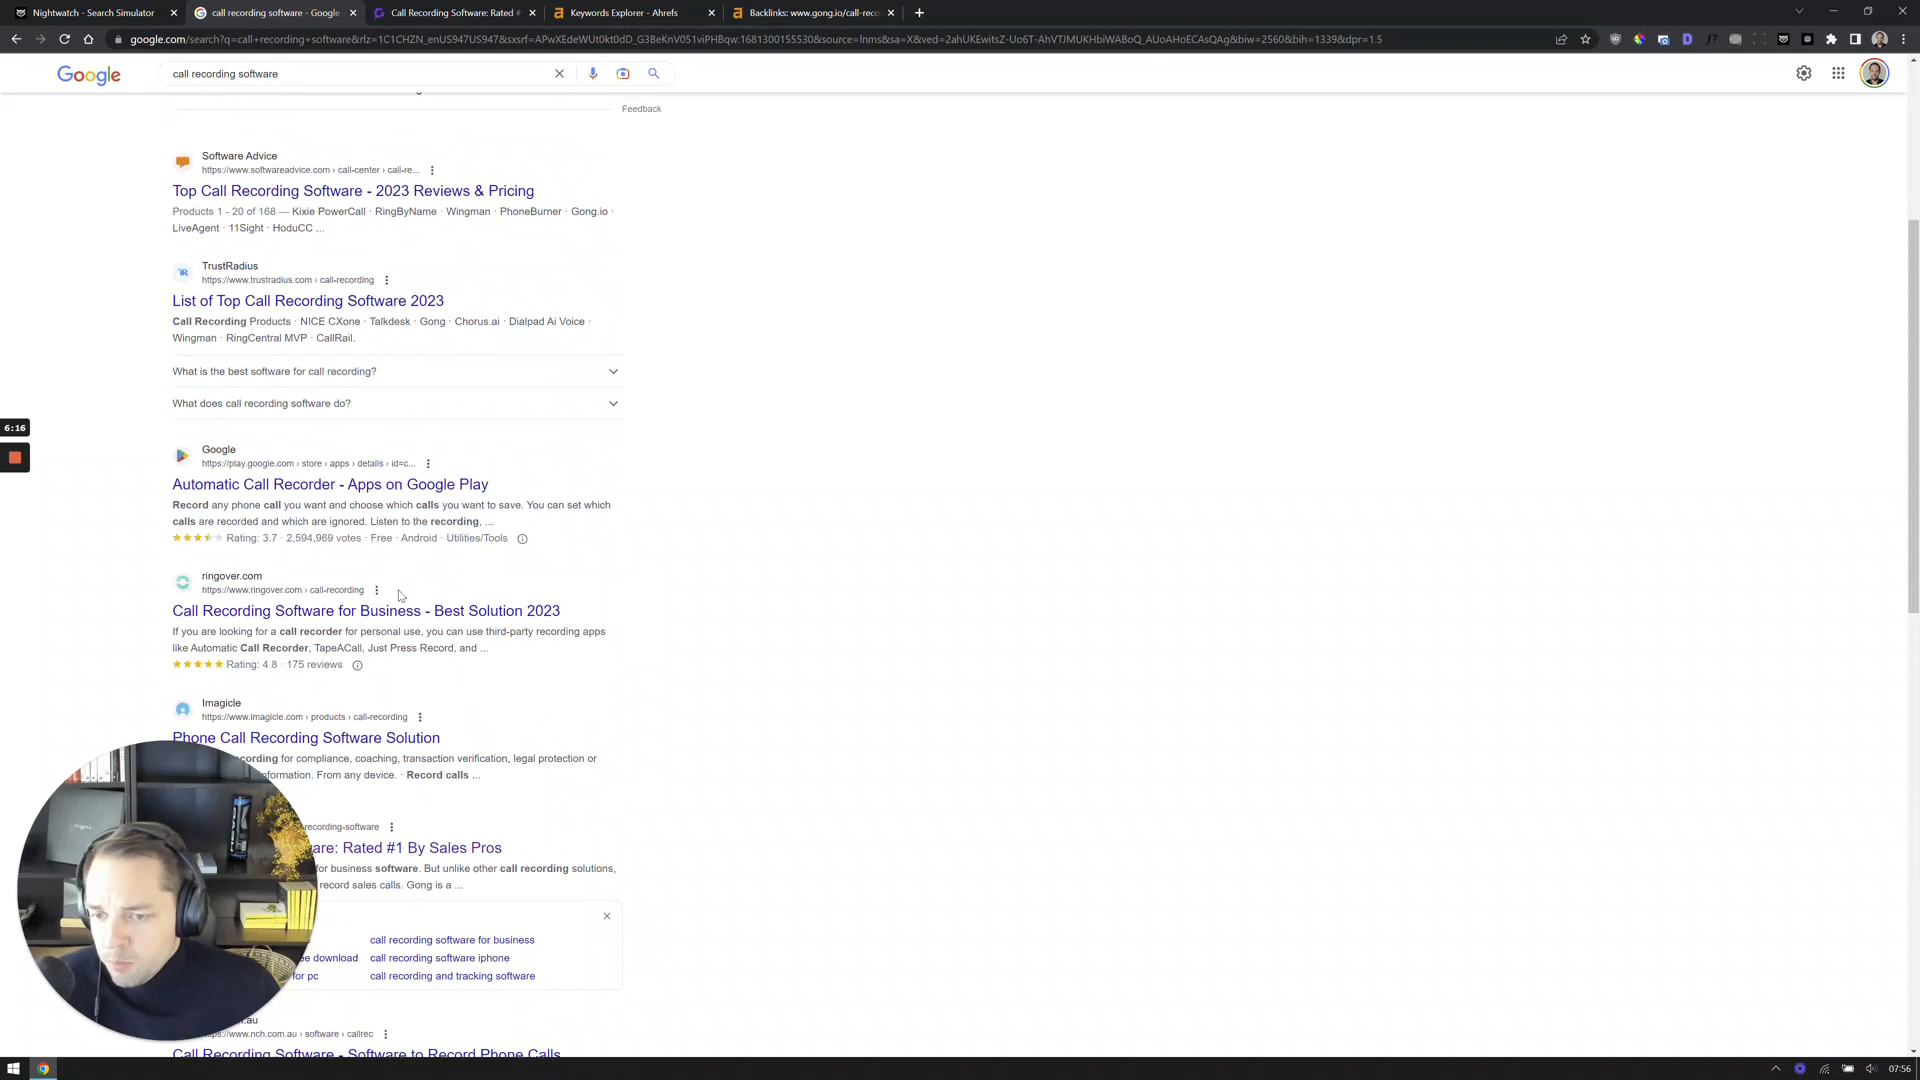 Nightwatch - Search Simulator
call recording software - Google
Call Recording Software: Rated
Keywords Explorer - Ahrefs
Backlinks: www.gong.io/call-reco
google.com/search?q=call+recording+software&rlz=1C1CHZN_enUS947US947&sxsrf=APwXEdeWUt0kt0dD_G3BeKnV051viPHBqw:1681300155530&source=lnms&sa=X&ved=2ahUKEwitsZ-Uo6T-AhVTJMUKHbiWABoQ_AUoAHoECAsQAg&biw=2560&bih=1339&dpr=1.5
Google
call recording software
Feedback
Software Advice
https://www.softwareadvice.com › call-center › call-re...
Top Call Recording Software - 2023 Reviews & Pricing
Products 1 - 20 of 168 — Kixie PowerCall · RingByName · Wingman · PhoneBurner · Gong.io ·
LiveAgent · 11Sight · HoduCC ...
TrustRadius
https://www.trustradius.com › call-recording
List of Top Call Recording Software 2023
Call Recording Products · NICE CXone · Talkdesk · Gong · Chorus.ai · Dialpad Ai Voice ·
Wingman · RingCentral MVP · CallRail.
What is the best software for call recording?
What does call recording software do?
6:16
Google
https://play.google.com › store › apps › details › id=c...
Automatic Call Recorder - Apps on Google Play
Record any phone call you want and choose which calls you want to save. You can set which
calls are recorded and which are ignored. Listen to the recording, ...
Rating: 3.7 · 2,594,969 votes · Free · Android · Utilities/Tools
ringover.com
https://www.ringover.com › call-recording
Call Recording Software for Business - Best Solution 2023
If you are looking for a call recorder for personal use, you can use third-party recording apps
like Automatic Call Recorder, TapeACall, Just Press Record, and ...
Rating: 4.8 · 175 reviews
Imagicle
https://www.imagicle.com › products › call-recording
Phone Call Recording Software Solution
cording for compliance, coaching, transaction verification, legal protection or
nformation. From any device. · Record calls ...
recording-software
are: Rated #1 By Sales Pros
for business software. But unlike other call recording solutions,
record sales calls. Gong is a ...
call recording software for business
ee download call recording software iphone
for pc call recording and tracking software
.au
://www.nch.com.au › software › callrec
Call Recording Software - Software to Record Phone Calls
07:56